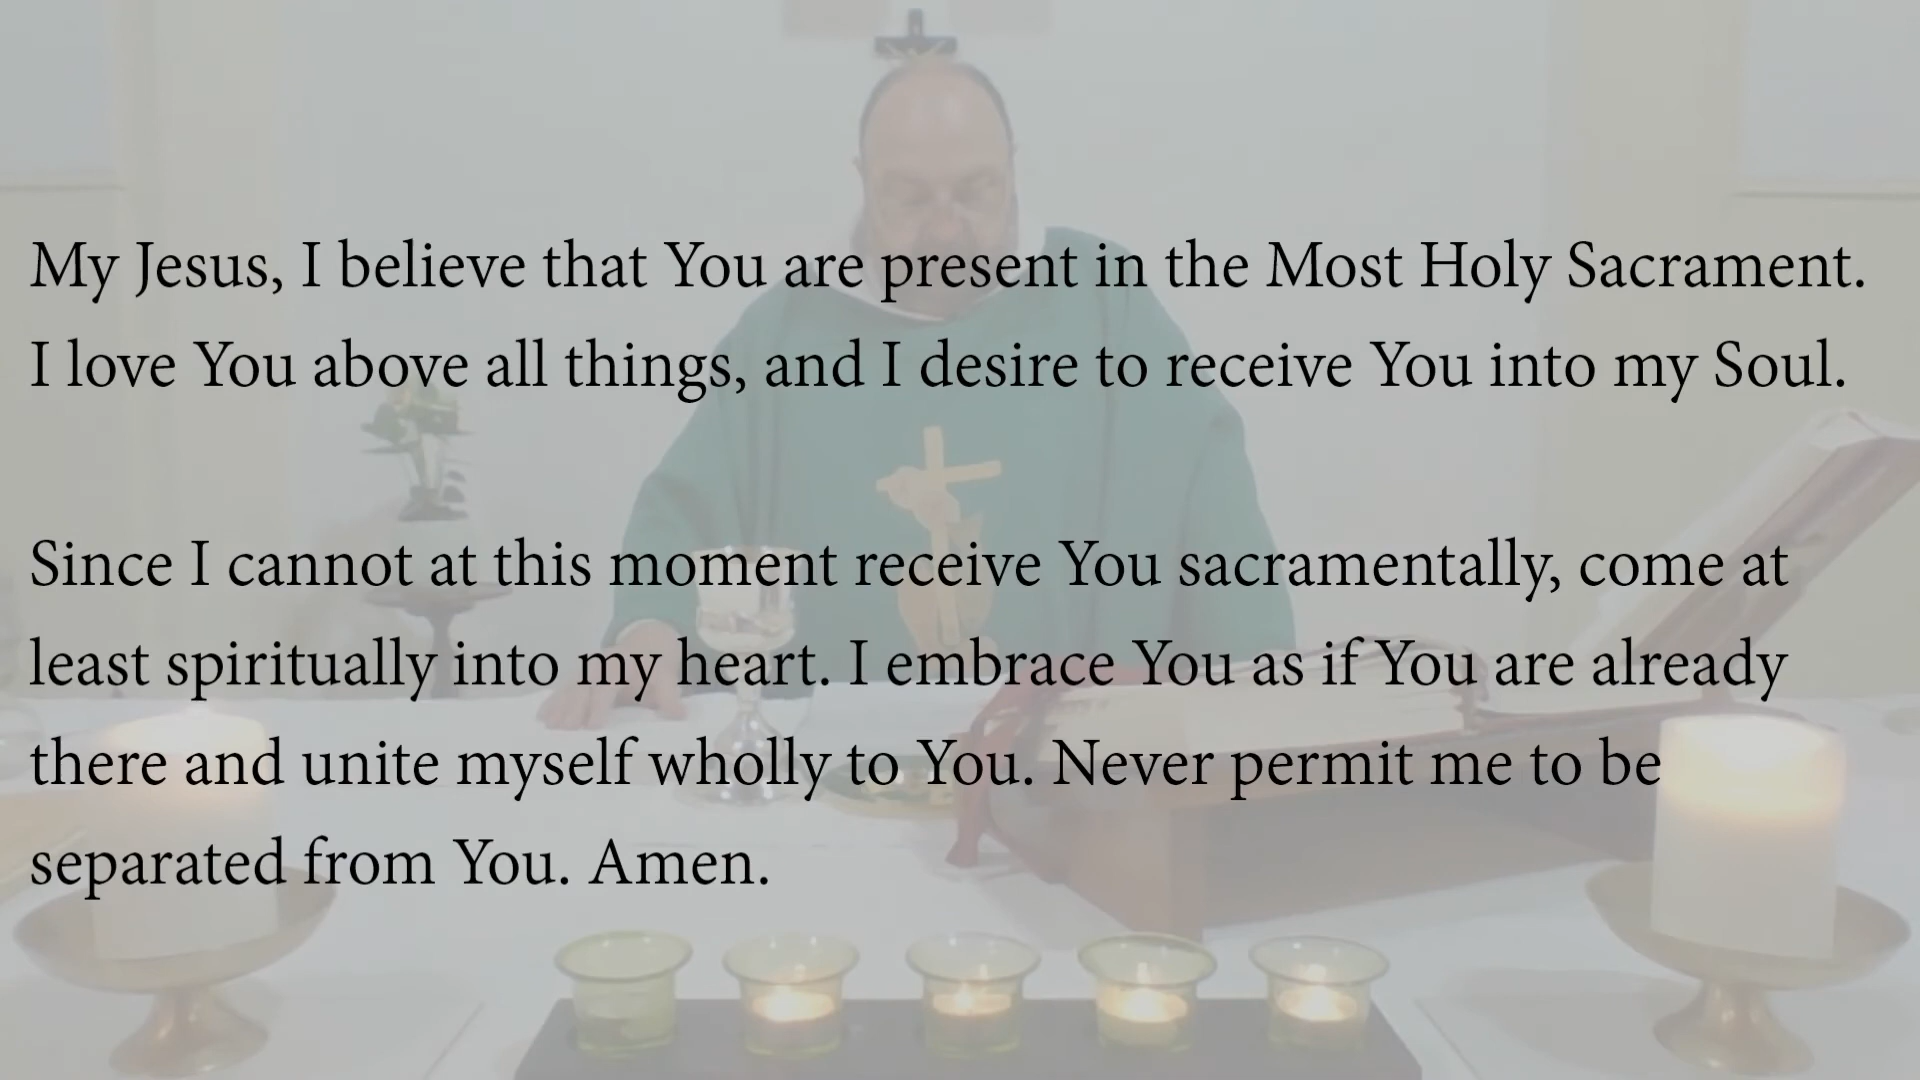 My Jesus, I believe that You are present in the Most Holy Sacrament.
I love You above all things, and I desire to receive You into my Soul.
Since I cannot at this moment receive You sacramentally, come at
least spiritually into my heart. I embrace You as if You are already
there and unite myself wholly to You. Never permit me to be
separated from You. Amen.